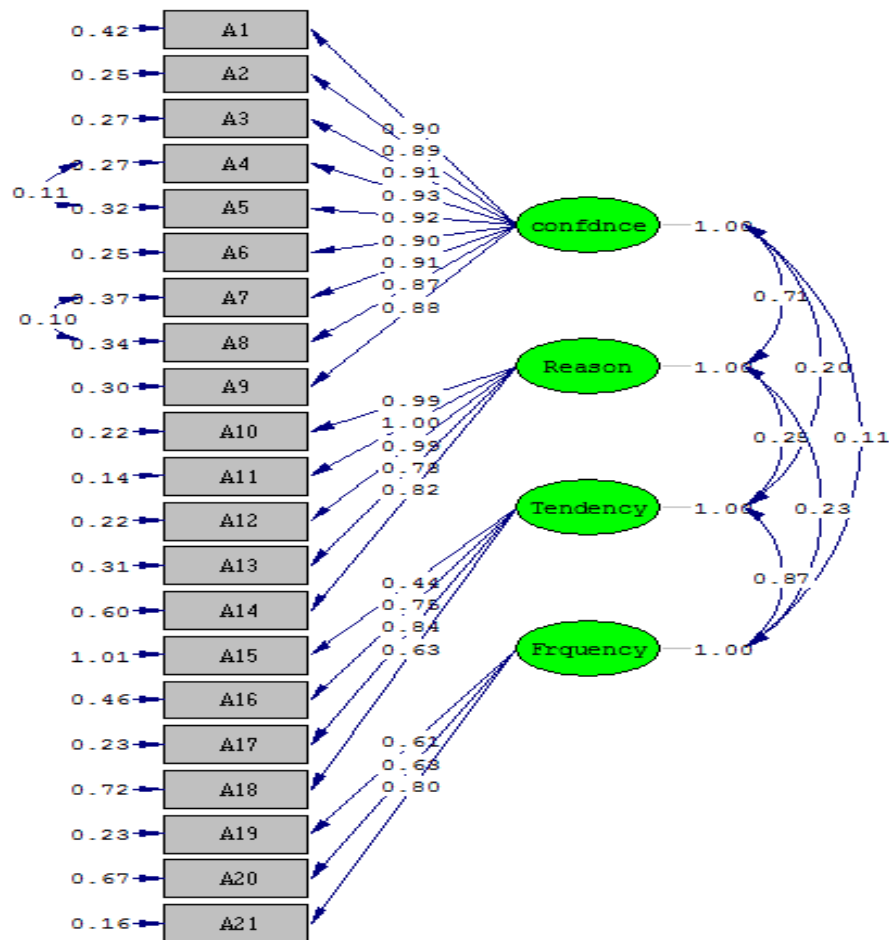 0.42 A1
0.25 A2
0.27 A3
0.90
0.27 A4
0.89
0.91
0.11
0.93
0.32 A5
0.92
confdnce 1.00
0.25 A6
0.90
0.91
0.37 A7
0.87
0.71
0.10
0.88
0.34 A8
Reason 1.00 0.20
0.30 A9
0.99
0.22 A10
1.00
0.11
0.99
0.14 A11
0.82
0.22 A12
Tendency 1.00 0.23
0.31 A13
0.44
0.87
0.60 A14
0.84
1.01 A15
0.63
Frquency 1.00
0.46 A16
0.23 A17
0.61
0.72 A18
0.80
0.23 A19
0.67 A20
0.16 A21